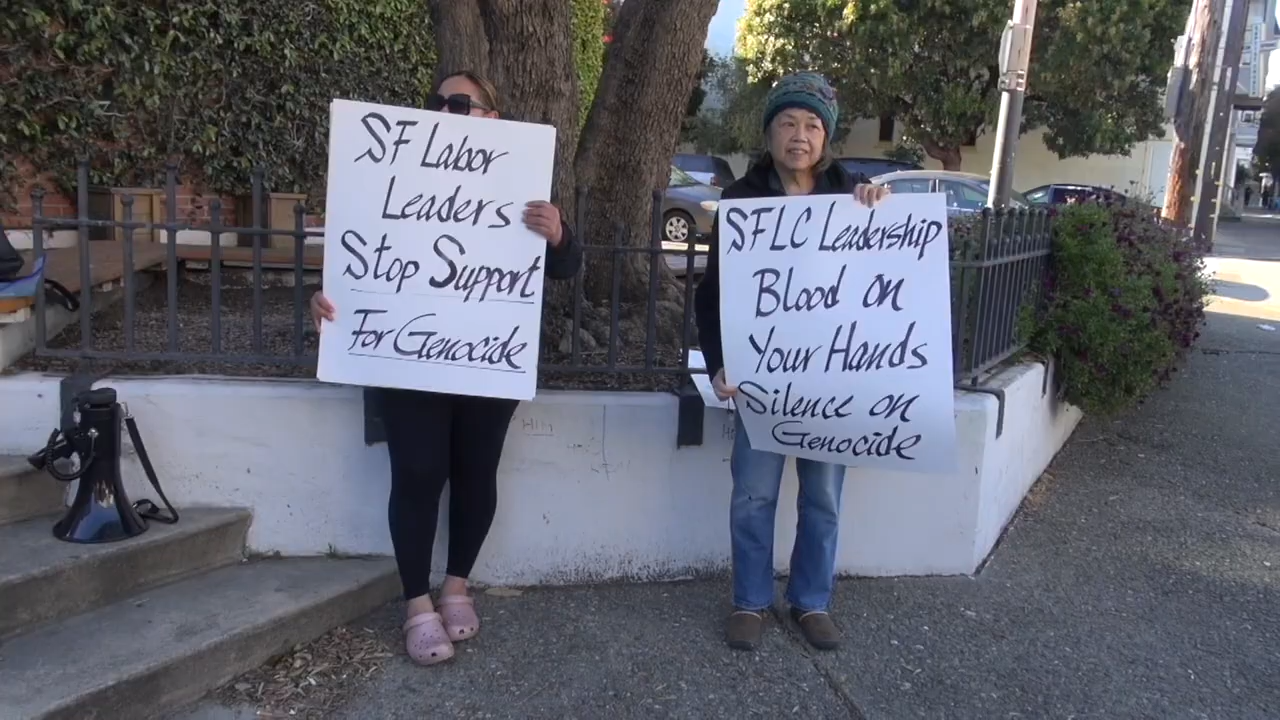 SF Labor
Leaders
Stop Support
For Genocide
SFLC Leadership
Blood on
Your Hands
Silence on
Genocide